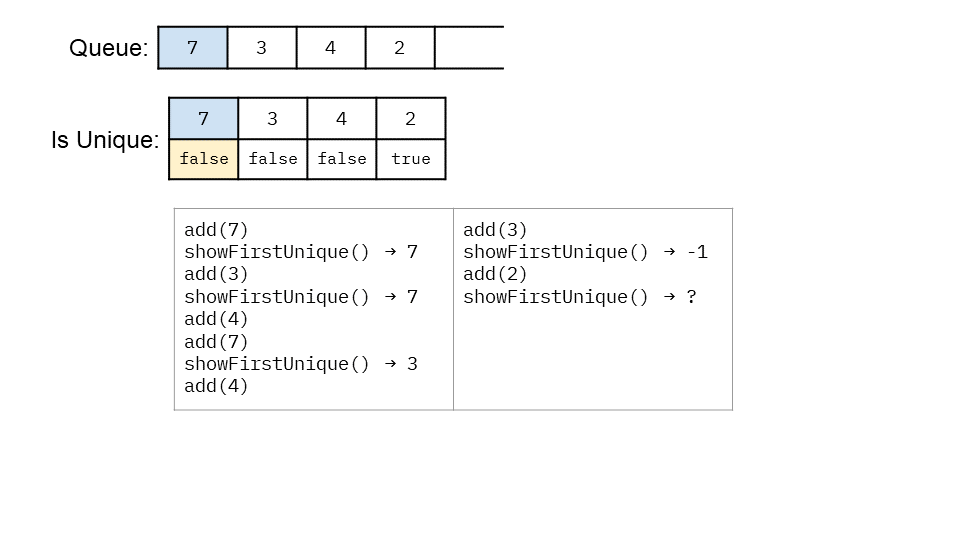 Queue: 7 3 4 2
Is Unique:
7 3 4 2
false false false true
add(7)
showFirstUnique() → 7
add(3)
showFirstUnique() → 7
add(4)
add(7)
showFirstUnique() → 3
add(4)
add(3)
showFirstUnique() → -1
add(2)
showFirstUnique() → ?